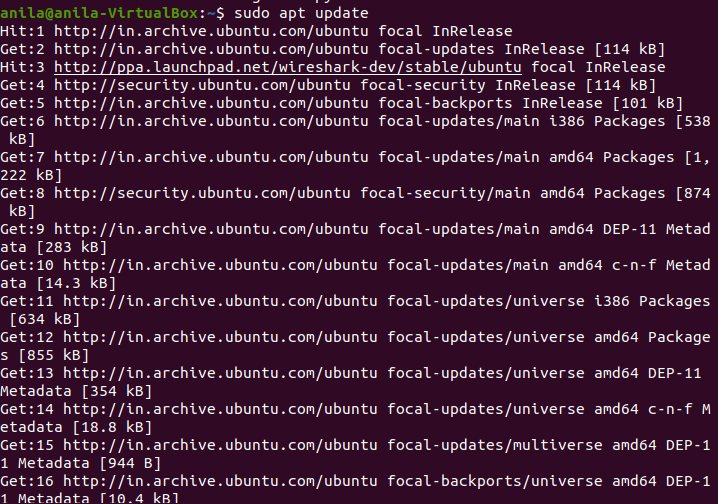 anila@anila-VirtualBox:~$ sudo apt update
Hit:1 http://in.archive.ubuntu.com/ubuntu focal InRelease
Get:2 http://in.archive.ubuntu.com/ubuntu focal-updates InRelease [114 kB]
Hit:3 http://ppa.launchpad.net/wireshark-dev/stable/ubuntu focal InRelease
Get:4 http://security.ubuntu.com/ubuntu focal-security InRelease [114 kB]
Get:5 http://in.archive.ubuntu.com/ubuntu focal-backports InRelease [101 kB]
Get:6 http://in.archive.ubuntu.com/ubuntu focal-updates/main i386 Packages [538
 kB]
Get:7 http://in.archive.ubuntu.com/ubuntu focal-updates/main amd64 Packages [1,
222 kB]
Get:8 http://security.ubuntu.com/ubuntu focal-security/main amd64 Packages [874
 kB]
Get:9 http://in.archive.ubuntu.com/ubuntu focal-updates/main amd64 DEP-11 Metad
ata [283 kB]
Get:10 http://in.archive.ubuntu.com/ubuntu focal-updates/main amd64 c-n-f Metad
ata [14.3 kB]
Get:11 http://in.archive.ubuntu.com/ubuntu focal-updates/universe i386 Packages
 [634 kB]
Get:12 http://in.archive.ubuntu.com/ubuntu focal-updates/universe amd64 Package
s [855 kB]
Get:13 http://in.archive.ubuntu.com/ubuntu focal-updates/universe amd64 DEP-11
Metadata [354 kB]
Get:14 http://in.archive.ubuntu.com/ubuntu focal-updates/universe amd64 c-n-f M
etadata [18.8 kB]
Get:15 http://in.archive.ubuntu.com/ubuntu focal-updates/multiverse amd64 DEP-1
1 Metadata [944 B]
Get:16 http://in.archive.ubuntu.com/ubuntu focal-backports/universe amd64 DEP-1
1 Metadata [10.4 kB]